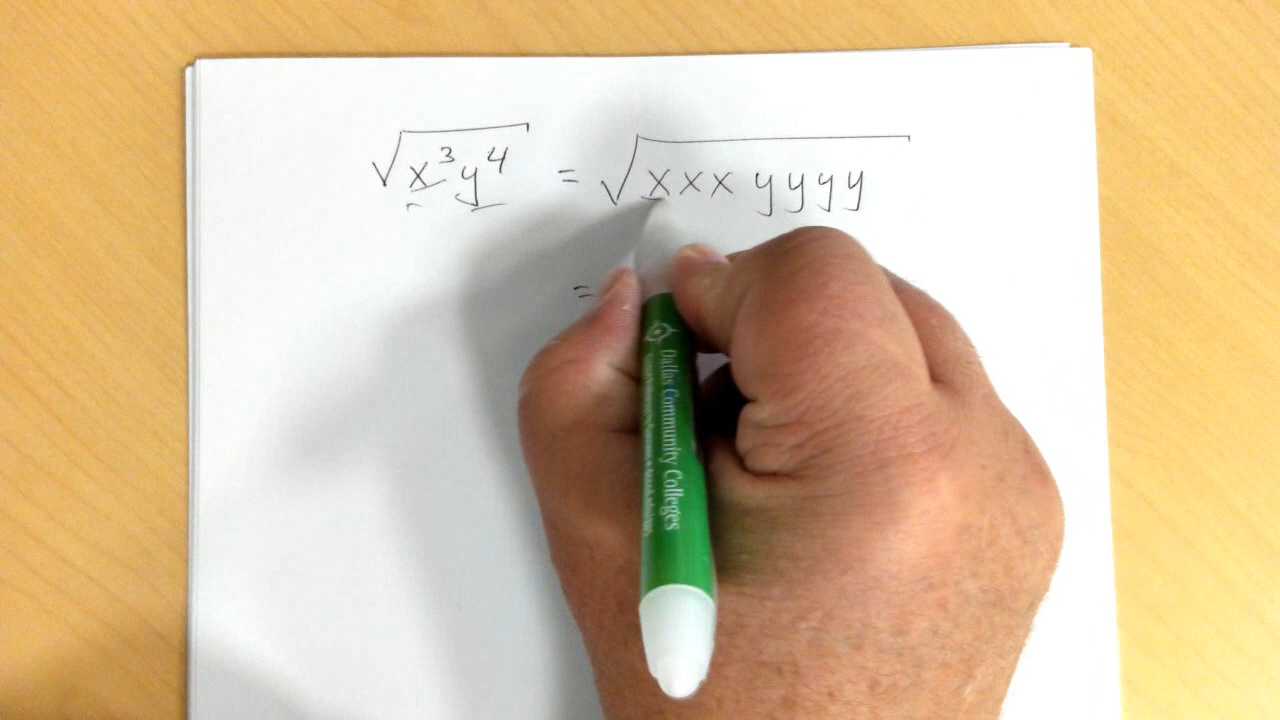 √x³y⁴ = √xxx yyyy
=
Dallas Community Colleges